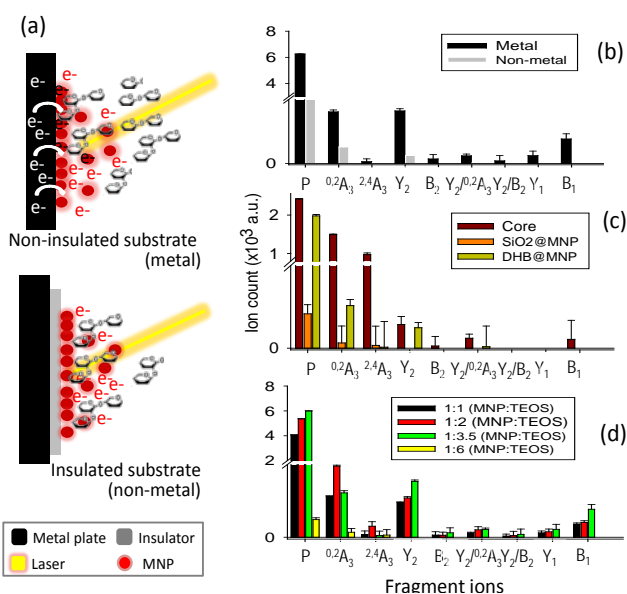 (a)
e-
e-
e-
e-
e-
e-
e-
e-
e-
e-
e-
e-
e-
e-
Non-insulated substrate
(metal)
e-
e-
e-
e-
e-
e-
e-
Insulated substrate
(non-metal)
Metal plate
Insulator
Laser
MNP
Ion count (x10³ a.u.)
(b)
Metal
Non-metal
8
6
4
2
0
P
⁰,²A₃
²,⁴A₃
Y₂
B₂
Y₂/⁰,²A₃
Y₂/B₂
Y₁
B₁
(c)
Core
SiO2@MNP
DHB@MNP
2
0
P
⁰,²A₃
²,⁴A₃
Y₂
B₂
Y₂/⁰,²A₃
Y₂/B₂
Y₁
B₁
(d)
1:1 (MNP:TEOS)
1:2 (MNP:TEOS)
1:3.5 (MNP:TEOS)
1:6 (MNP:TEOS)
8
6
4
2
0
P
⁰,²A₃
²,⁴A₃
Y₂
B₂
Y₂/⁰,²A₃
Y₂/B₂
Y₁
B₁
Fragment ions